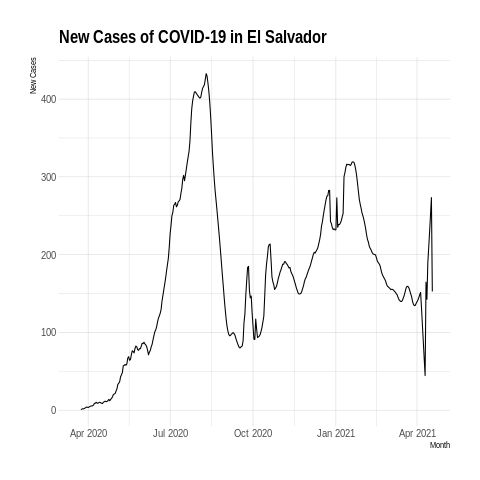 New Cases of COVID-19 in El Salvador
New Cases
400
300
200
100
0
Apr 2020 Jul 2020 Oct 2020 Jan 2021 Apr 2021
Month